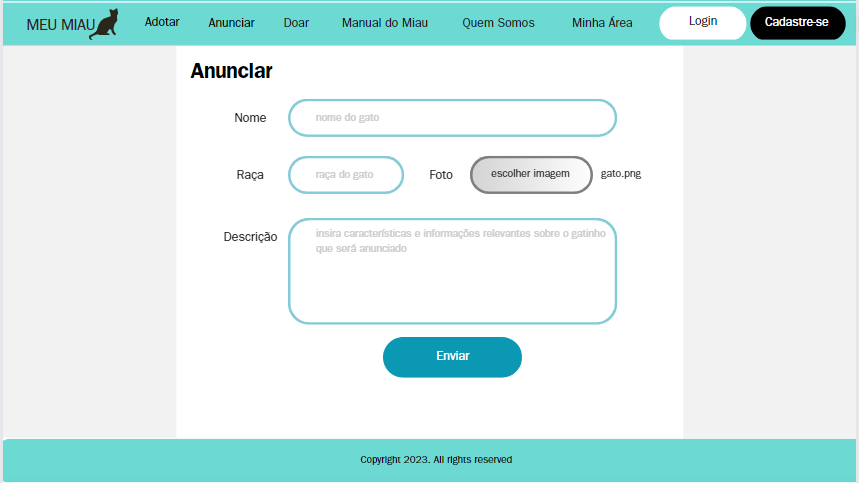 MEU MIAU
Adotar
Anunciar
Doar
Manual do Miau
Quem Somos
Minha Área
Login
Cadastre-se
Anunciar
Nome
nome do gato
Raça
raça do gato
Foto
escolher imagem
gato.png
Descrição
insira características e informações relevantes sobre o gatinho
que será anunciado
Enviar
Copyright 2023. All rights reserved